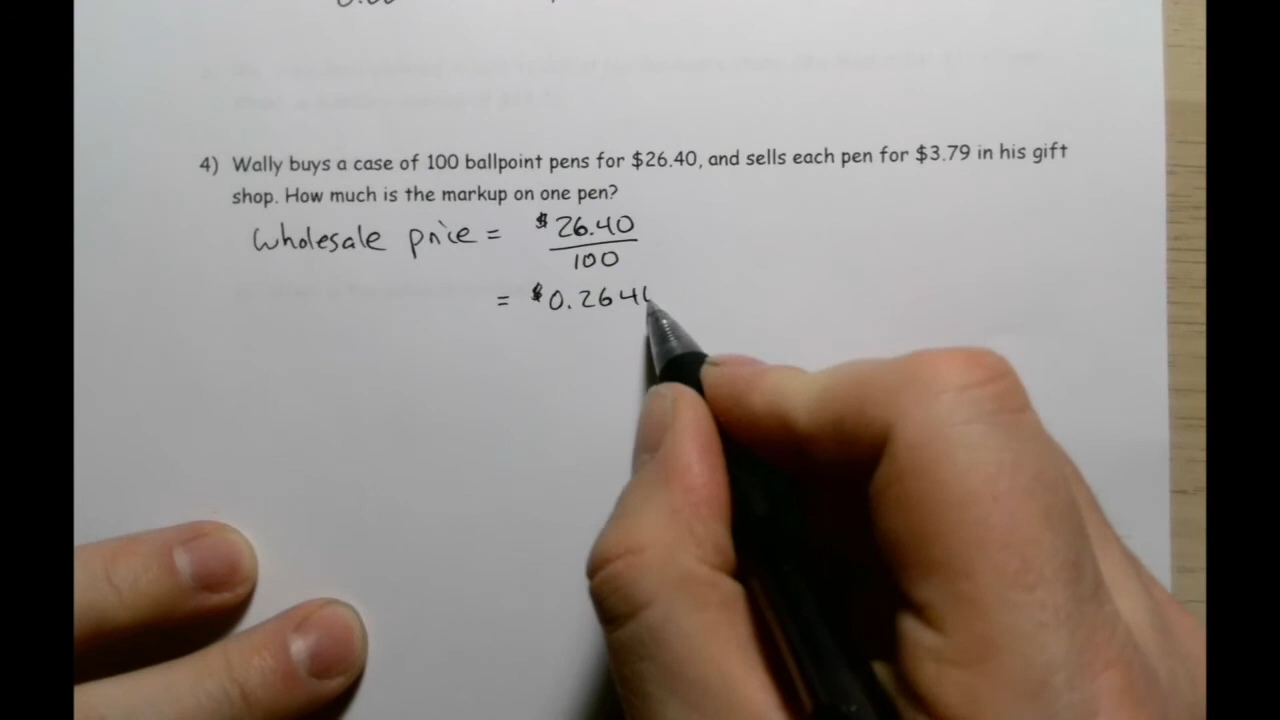 4) Wally buys a case of 100 ballpoint pens for $26.40, and sells each pen for $3.79 in his gift
shop. How much is the markup on one pen?
Wholesale price = $26.40
100
= $0.264